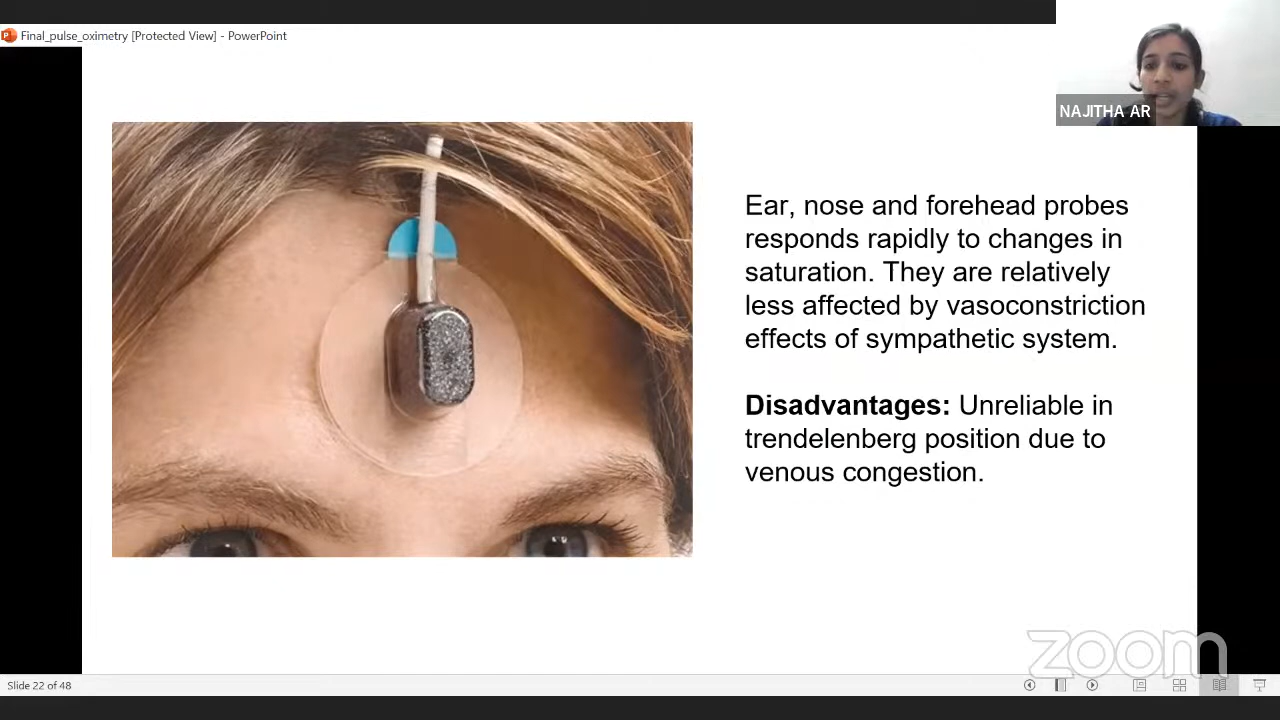 Final_pulse_oximetry [Protected View] - PowerPoint
NAJITHA AR
Ear, nose and forehead probes
responds rapidly to changes in
saturation. They are relatively
less affected by vasoconstriction
effects of sympathetic system.
Disadvantages: Unreliable in
trendelenberg position due to
venous congestion.
zoom
Slide 22 of 48